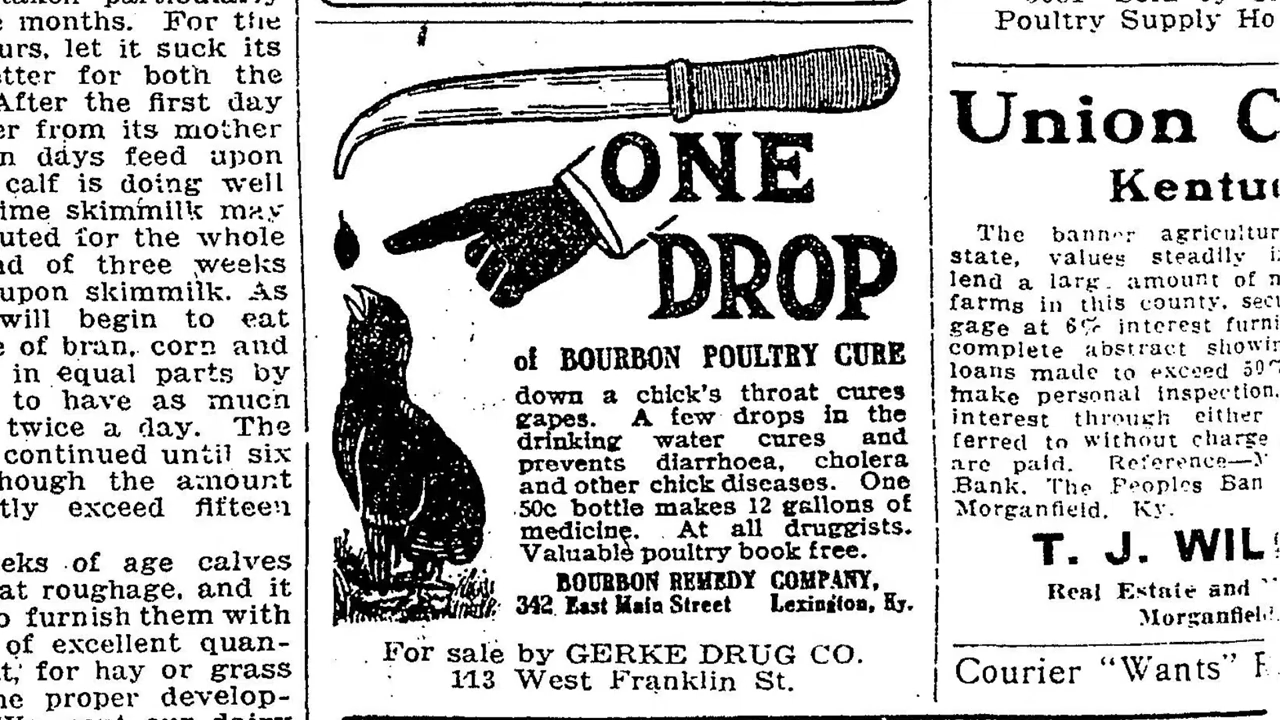 e months. For the
urs, let it suck its
etter for both the
After the first day
er from its mother
n days feed upon
calf is doing well
ime skimmilk may
uted for the whole
nd of three weeks
upon skimmilk. As
will begin to eat
e of bran, corn and
in equal parts by
to have as much
twice a day. The
continued until six
hough the amount
tly exceed fifteen
eks of age calves
at roughage, and it
o furnish them with
of excellent quan-
t, for hay or grass
he proper develop-
ONE
DROP
of BOURBON POULTRY CURE
down a chick's throat cures
gapes. A few drops in the
drinking water cures and
prevents diarrhoea, cholera
and other chick diseases. One
50c bottle makes 12 gallons of
medicine. At all druggists.
Valuable poultry book free.
BOURBON REMEDY COMPANY,
342 East Main Street Lexington, Ky.
For sale by GERKE DRUG CO.
113 West Franklin St.
Poultry Supply Ho
Union C
Kentuc
The banner agricultur
state, values steadily i
lend a larg. amount of m
farms in this county, sec
gage at 6% interest furni
complete abstract showin
loans made to exceed 50%
make personal inspection.
interest through either
ferred to without charge
are paid. Reference—
Bank. The Peoples Ban
Morganfield, Ky.
T. J. WIL
Real Estate and
Morganfiel
Courier "Wants"